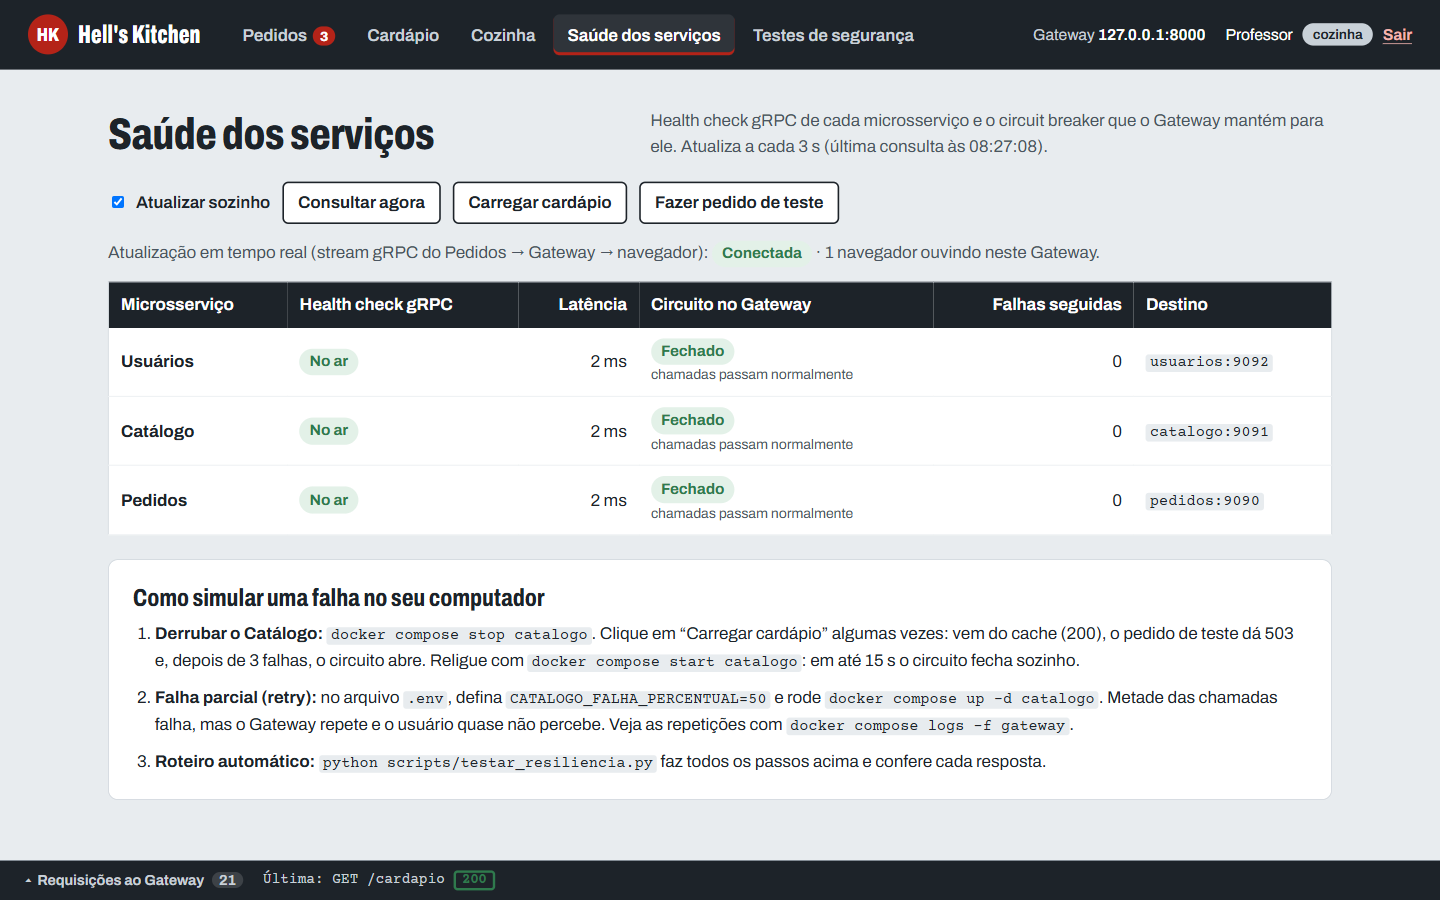 HK Hell's Kitchen Pedidos 3 Cardápio Cozinha Saúde dos serviços Testes de segurança Gateway 127.0.0.1:8000 Professor cozinha Sair
Saúde dos serviços
Health check gRPC de cada microsserviço e o circuit breaker que o Gateway mantém para
ele. Atualiza a cada 3 s (última consulta às 08:27:08).
Atualizar sozinho Consultar agora Carregar cardápio Fazer pedido de teste
Atualização em tempo real (stream gRPC do Pedidos → Gateway → navegador): Conectada · 1 navegador ouvindo neste Gateway.
Microsserviço Health check gRPC Latência Circuito no Gateway Falhas seguidas Destino
Usuários No ar 2 ms Fechado 0 usuarios:9092
chamadas passam normalmente
Catálogo No ar 2 ms Fechado 0 catalogo:9091
chamadas passam normalmente
Pedidos No ar 2 ms Fechado 0 pedidos:9090
chamadas passam normalmente
Como simular uma falha no seu computador
1. Derrubar o Catálogo: docker compose stop catalogo. Clique em “Carregar cardápio” algumas vezes: vem do cache (200), o pedido de teste dá 503
e, depois de 3 falhas, o circuito abre. Religue com docker compose start catalogo: em até 15 s o circuito fecha sozinho.
2. Falha parcial (retry): no arquivo .env, defina CATALOGO_FALHA_PERCENTUAL=50 e rode docker compose up -d catalogo. Metade das chamadas
falha, mas o Gateway repete e o usuário quase não percebe. Veja as repetições com docker compose logs -f gateway.
3. Roteiro automático: python scripts/testar_resiliencia.py faz todos os passos acima e confere cada resposta.
Requisições ao Gateway 21 Última: GET /cardapio 200